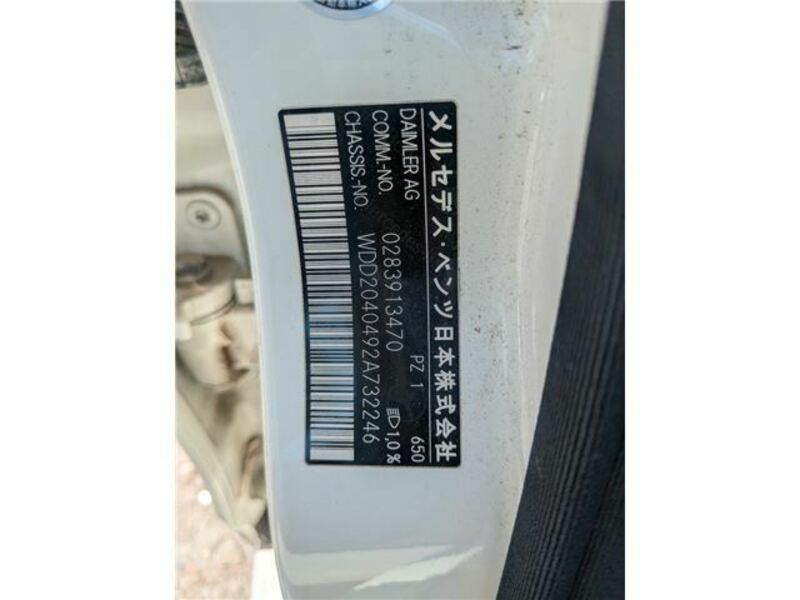 メルセデス・ベンツ日本株式会社
DAIMLER AG PZ 1 650
COMM.-NO. 0283913470 1,0%
CHASSIS.-NO. WDD2040492A732246